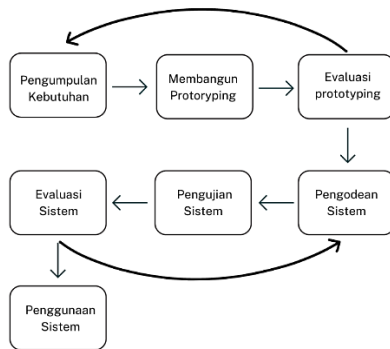 Pengumpulan
Kebutuhan
Membangun
Protoryping
Evaluasi
prototyping
Evaluasi
Sistem
Pengujian
Sistem
Pengodean
Sistem
Penggunaan
Sistem